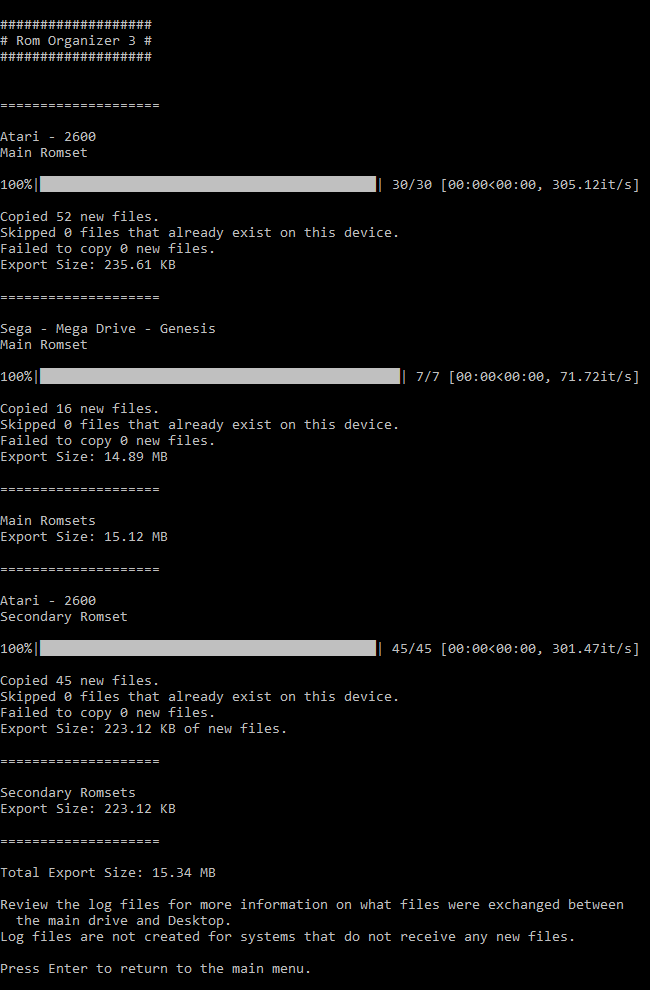 ###################
# Rom Organizer 3 #
###################
====================
Atari - 2600
Main Romset
100%|██████████████████████████████████████████| 30/30 [00:00<00:00, 305.12it/s]
Copied 52 new files.
Skipped 0 files that already exist on this device.
Failed to copy 0 new files.
Export Size: 235.61 KB
====================
Sega - Mega Drive - Genesis
Main Romset
100%|█████████████████████████████████████████████| 7/7 [00:00<00:00, 71.72it/s]
Copied 16 new files.
Skipped 0 files that already exist on this device.
Failed to copy 0 new files.
Export Size: 14.89 MB
====================
Main Romsets
Export Size: 15.12 MB
====================
Atari - 2600
Secondary Romset
100%|██████████████████████████████████████████| 45/45 [00:00<00:00, 301.47it/s]
Copied 45 new files.
Skipped 0 files that already exist on this device.
Failed to copy 0 new files.
Export Size: 223.12 KB of new files.
====================
Secondary Romsets
Export Size: 223.12 KB
====================
Total Export Size: 15.34 MB
Review the log files for more information on what files were exchanged between
  the main drive and Desktop.
Log files are not created for systems that do not receive any new files.
Press Enter to return to the main menu.